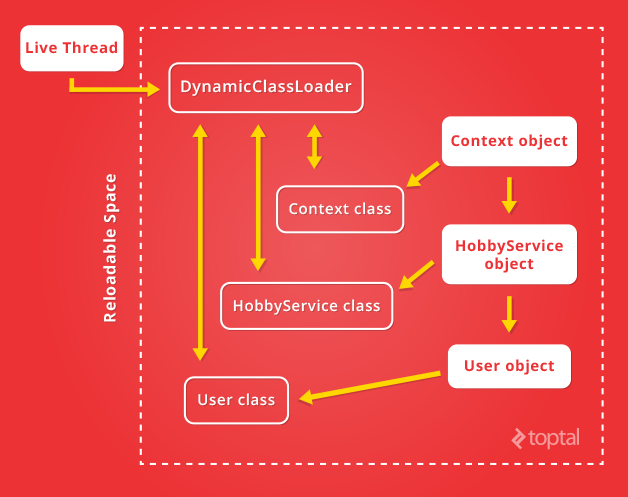 Live Thread
DynamicClassLoader
Context object
Context class
Reloadable Space
HobbyService
object
HobbyService class
User object
User class
toptal